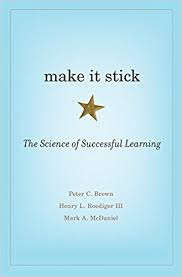 make it stick
The Science of Successful Learning
Peter C. Brown
Henry L. Roediger III
Mark A. McDaniel